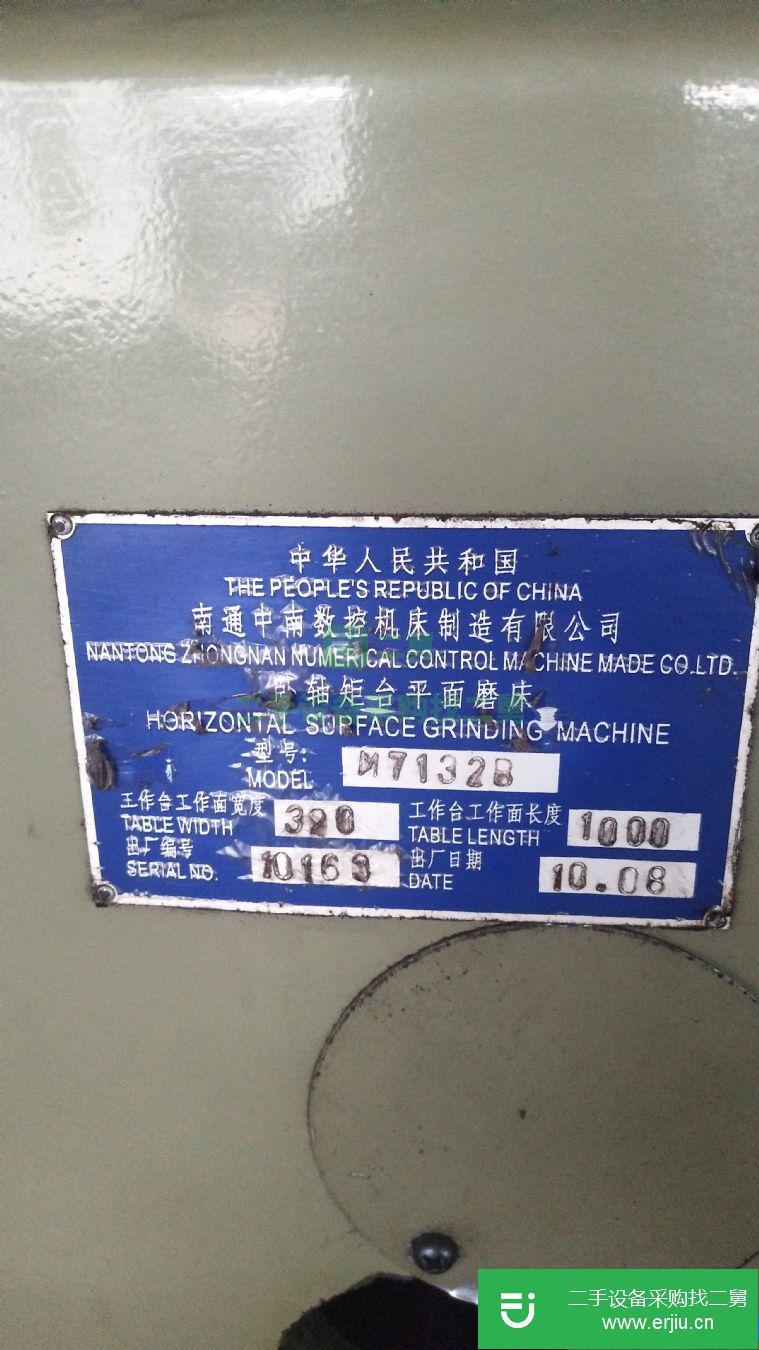 中华人民共和国
THE PEOPLE'S REPUBLIC OF CHINA
南通中南数控机床制造有限公司
NANTONG ZHONGNAN NUMERICAL CONTROL MACHINE MADE CO.LTD.
卧轴矩台平面磨床
HORIZONTAL SURFACE GRINDING MACHINE
型号:
MODEL M7132B
工作台工作面宽度 工作台工作面长度
TABLE WIDTH 320 TABLE LENGTH 1000
出厂编号 出厂日期
SERIAL NO. 10163 DATE 10.08
二手设备采购找二舅
www.erjiu.cn